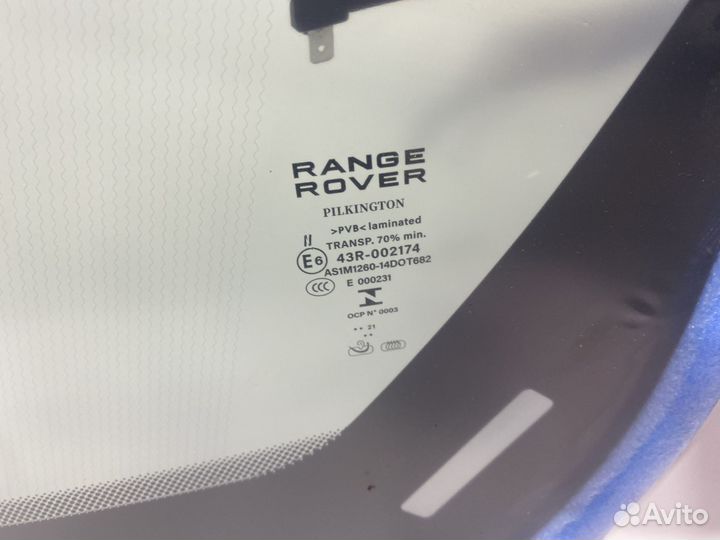 RANGE
ROVER
PILKINGTON
>PVB< laminated
II TRANSP. 70% min.
E6 43R-002174
AS1M1260-14DOT682
CCC E 000231
OCP N° 0003
** 21
**
Avito